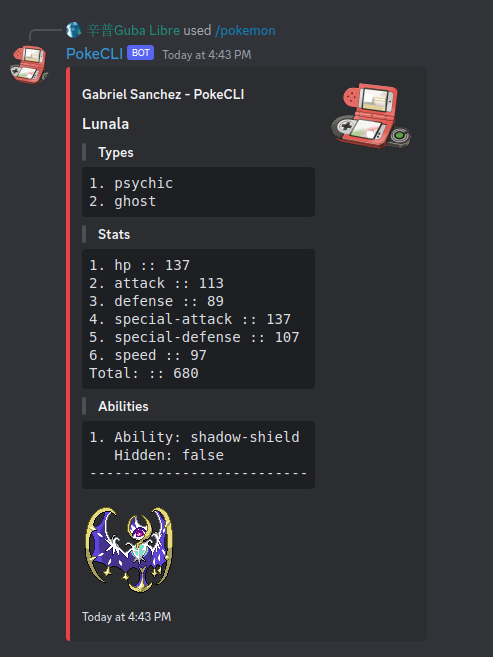 辛普Guba Libre used /pokemon
PokeCLI BOT Today at 4:43 PM
Gabriel Sanchez - PokeCLI
Lunala
Types
1. psychic
2. ghost
Stats
1. hp :: 137
2. attack :: 113
3. defense :: 89
4. special-attack :: 137
5. special-defense :: 107
6. speed :: 97
Total: :: 680
Abilities
1. Ability: shadow-shield
Hidden: false
--------------------------
Today at 4:43 PM